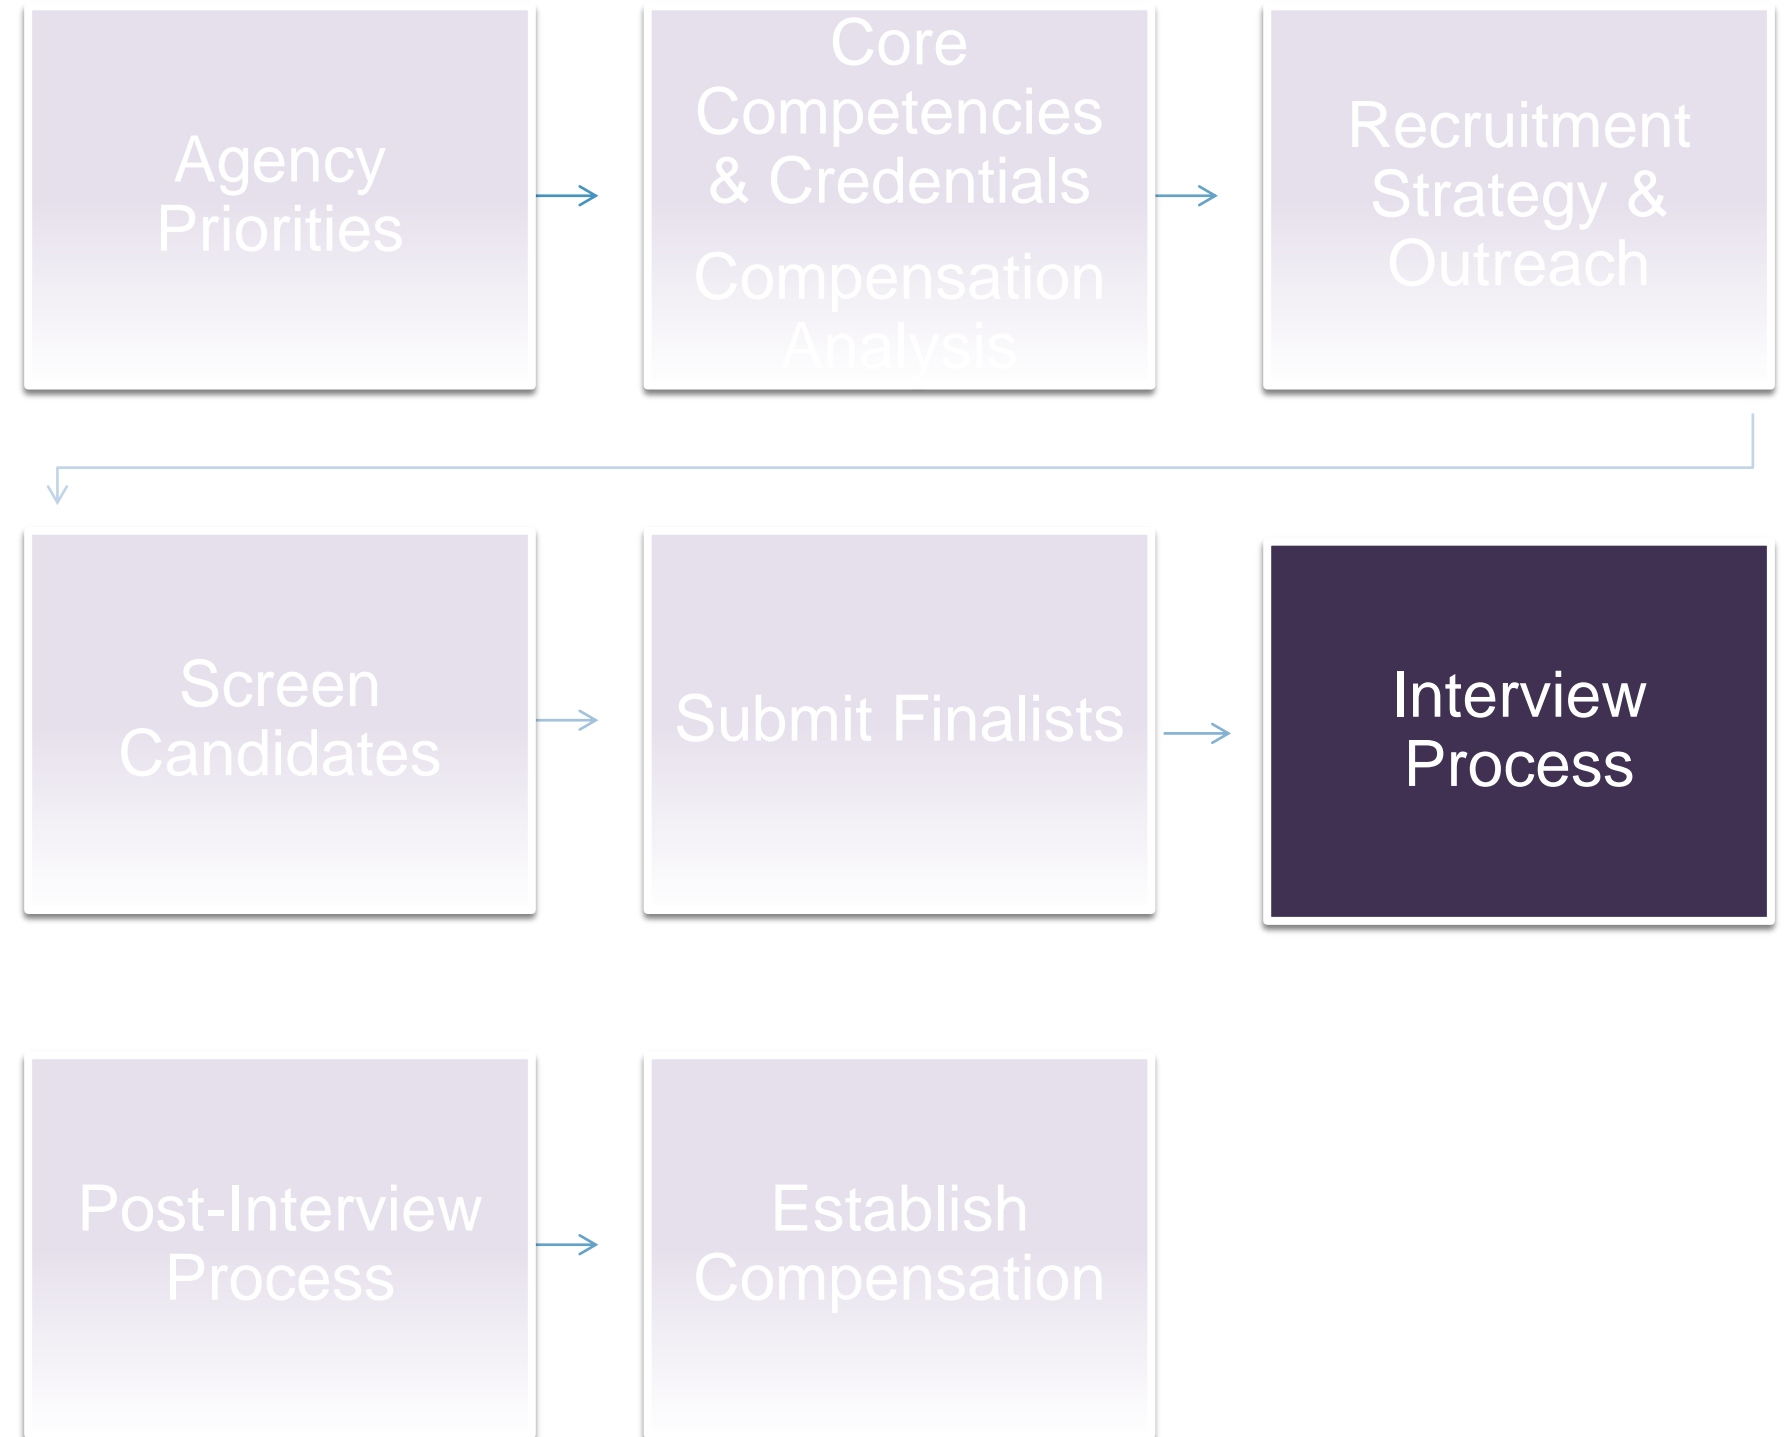 Agency
Priorities
Core
Competencies
& Credentials
Compensation
Analysis
Recruitment
Strategy &
Outreach
Screen
Candidates
Submit Finalists
Interview
Process
Post-Interview
Process
Establish
Compensation